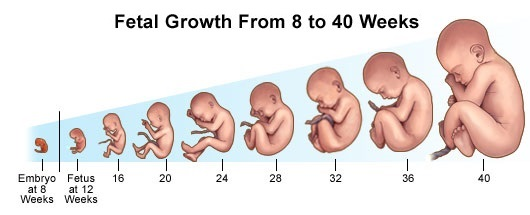 Fetal Growth From 8 to 40 Weeks
Embryo
at 8
Weeks
Fetus
at 12
Weeks
16
20
24
28
32
36
40